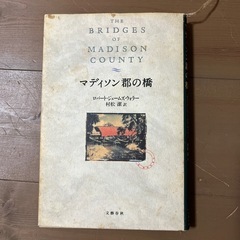 THE
BRIDGES
OF
MADISON
COUNTY
マディソン郡の橋
ロバート・ジェームズ・ウォラー
村松 潔 訳
文藝春秋